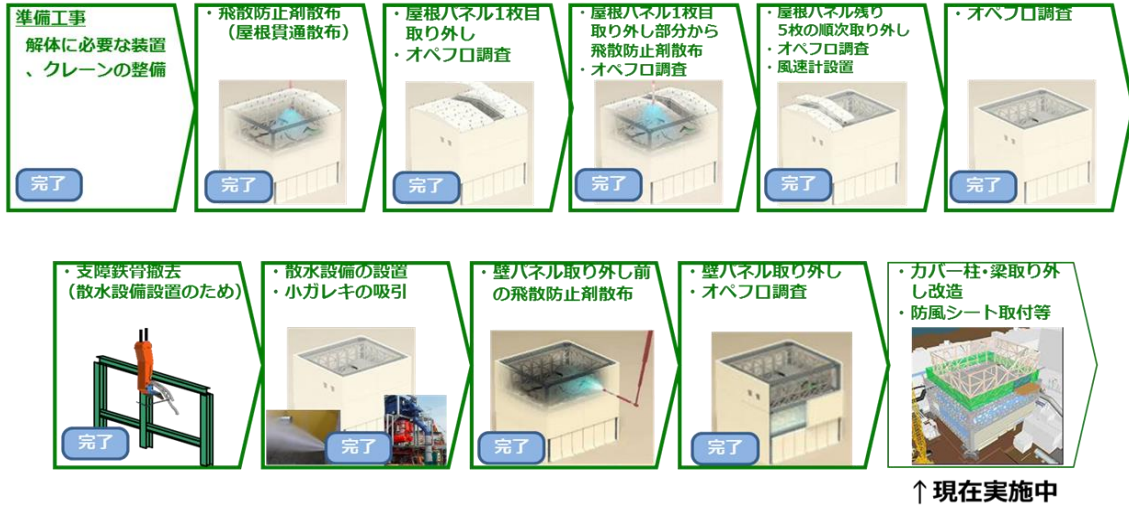 準備工事
解体に必要な装置
、クレーンの整備
完了
・飛散防止剤散布
（屋根貫通散布）
完了
・屋根パネル1枚目
取り外し
・オペフロ調査
完了
・屋根パネル1枚目
取り外し部分から
飛散防止剤散布
・オペフロ調査
完了
・屋根パネル残り
5枚の順次取り外し
・オペフロ調査
・風速計設置
完了
・オペフロ調査
完了
・支障鉄骨撤去
（散水設備設置のため）
完了
・散水設備の設置
・小ガレキの吸引
完了
・壁パネル取り外し前
の飛散防止剤散布
完了
・壁パネル取り外し
・オペフロ調査
完了
・カバー柱・梁取り外
し改造
・防風シート取付等
↑現在実施中